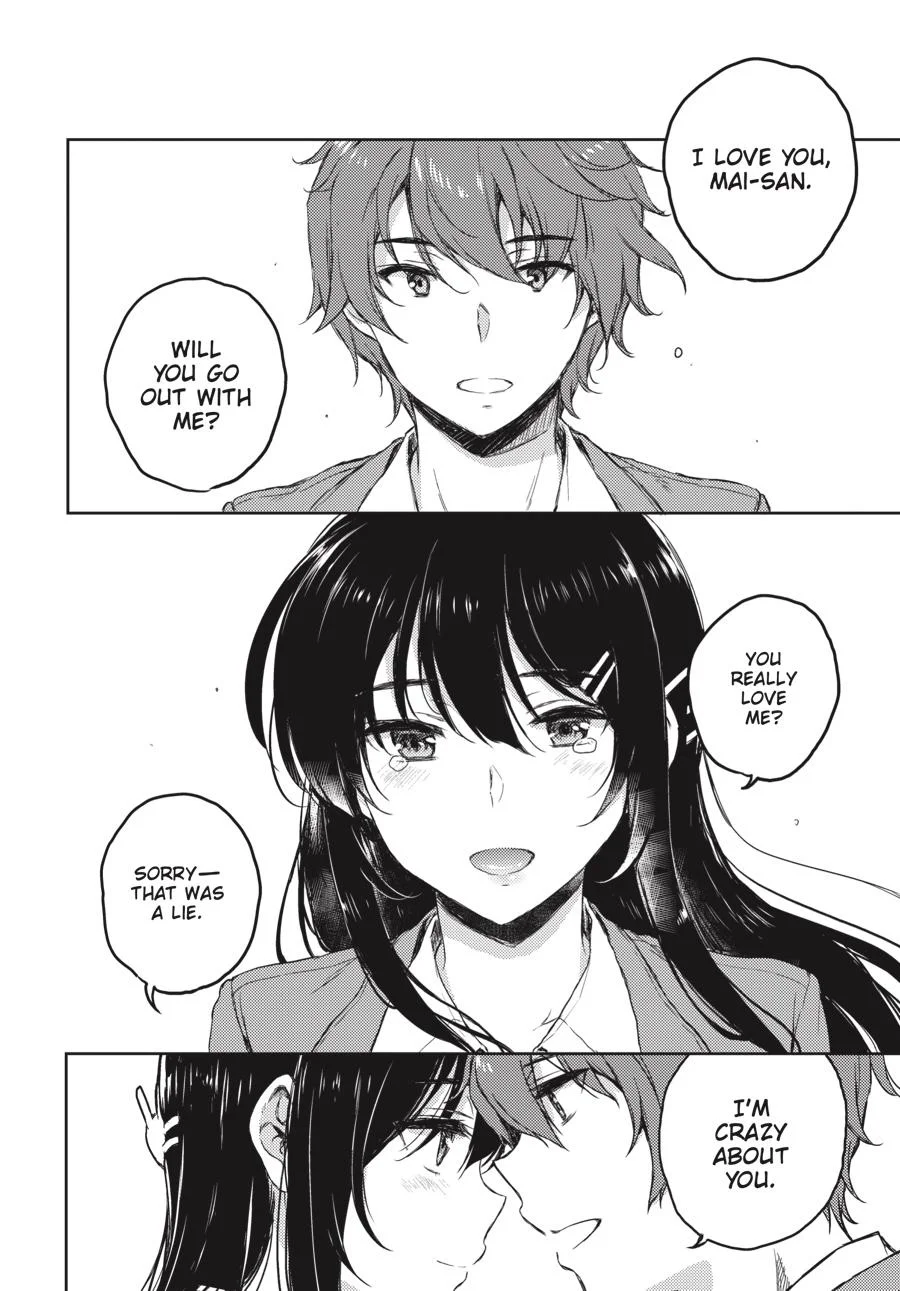 I LOVE YOU,
MAI-SAN.
WILL
YOU GO
OUT WITH
ME?
YOU
REALLY
LOVE
ME?
SORRY—
THAT WAS
A LIE.
I'M
CRAZY
ABOUT
YOU.